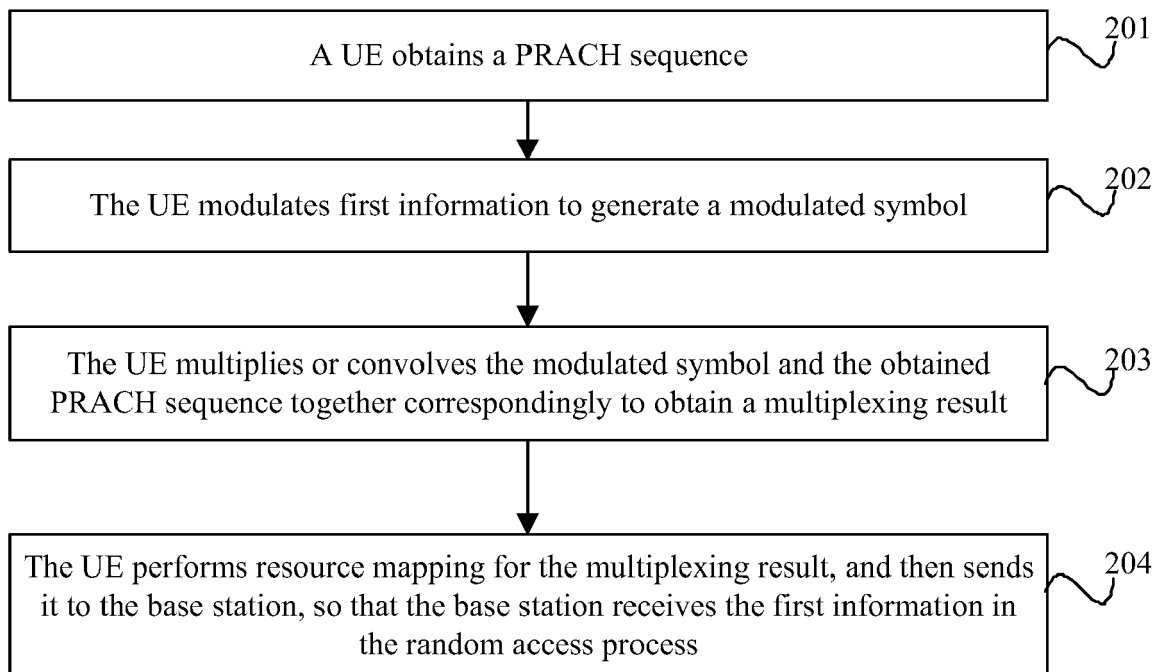 A UE obtains a PRACH sequence
201
The UE modulates first information to generate a modulated symbol
202
The UE multiplies or convolves the modulated symbol and the obtained
PRACH sequence together correspondingly to obtain a multiplexing result
203
The UE performs resource mapping for the multiplexing result, and then sends
it to the base station, so that the base station receives the first information in
the random access process
204